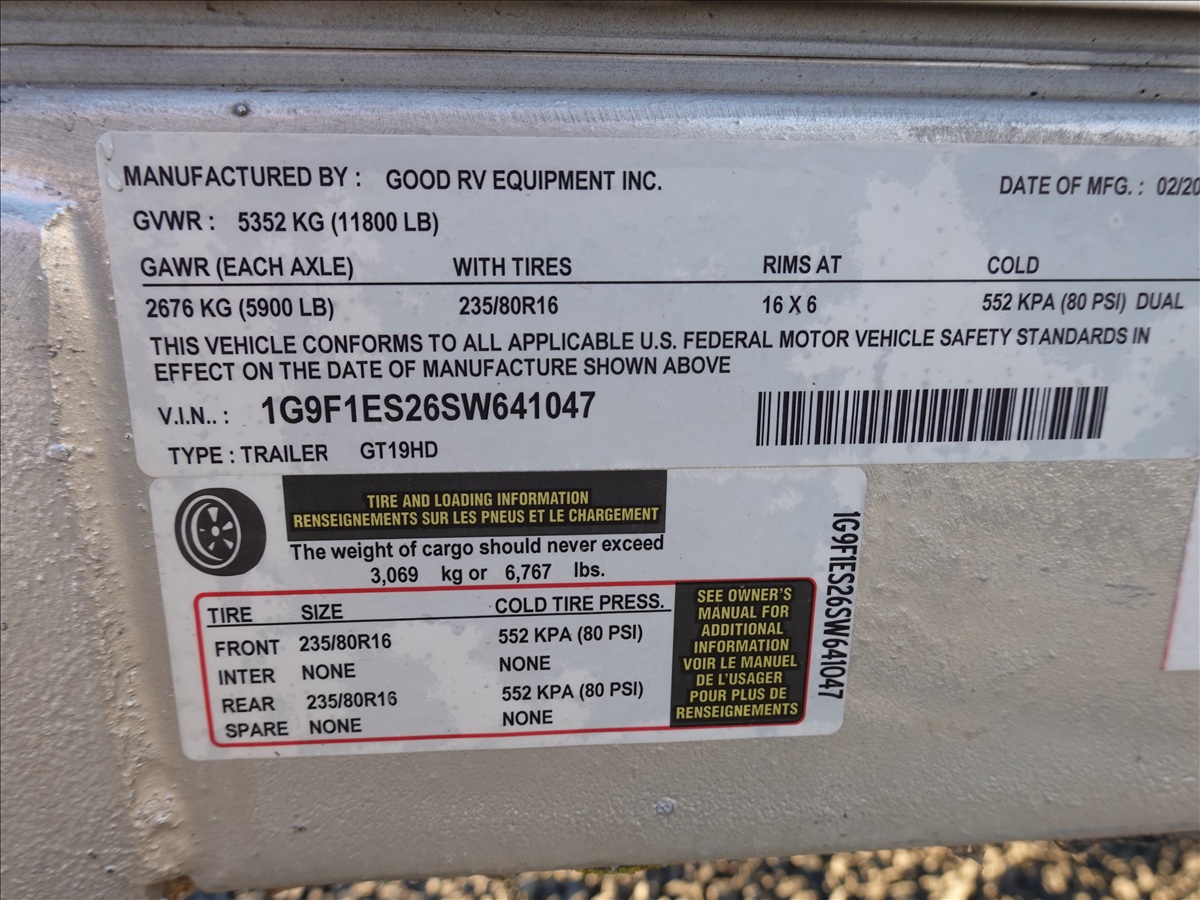 MANUFACTURED BY : GOOD RV EQUIPMENT INC. DATE OF MFG. : 02/20
GVWR : 5352 KG (11800 LB)
GAWR (EACH AXLE) WITH TIRES RIMS AT COLD
2676 KG (5900 LB) 235/80R16 16 X 6 552 KPA (80 PSI) DUAL
THIS VEHICLE CONFORMS TO ALL APPLICABLE U.S. FEDERAL MOTOR VEHICLE SAFETY STANDARDS IN
EFFECT ON THE DATE OF MANUFACTURE SHOWN ABOVE
V.I.N.. : 1G9F1ES26SW641047
TYPE : TRAILER GT19HD
TIRE AND LOADING INFORMATION
RENSEIGNEMENTS SUR LES PNEUS ET LE CHARGEMENT
The weight of cargo should never exceed
3,069 kg or 6,767 lbs.
TIRE SIZE COLD TIRE PRESS.
FRONT 235/80R16 552 KPA (80 PSI)
INTER NONE NONE
REAR 235/80R16 552 KPA (80 PSI)
SPARE NONE NONE
SEE OWNER'S
MANUAL FOR
ADDITIONAL
INFORMATION
VOIR LE MANUEL
DE L'USAGER
POUR PLUS DE
RENSEIGNEMENTS
1G9F1ES26SW641047